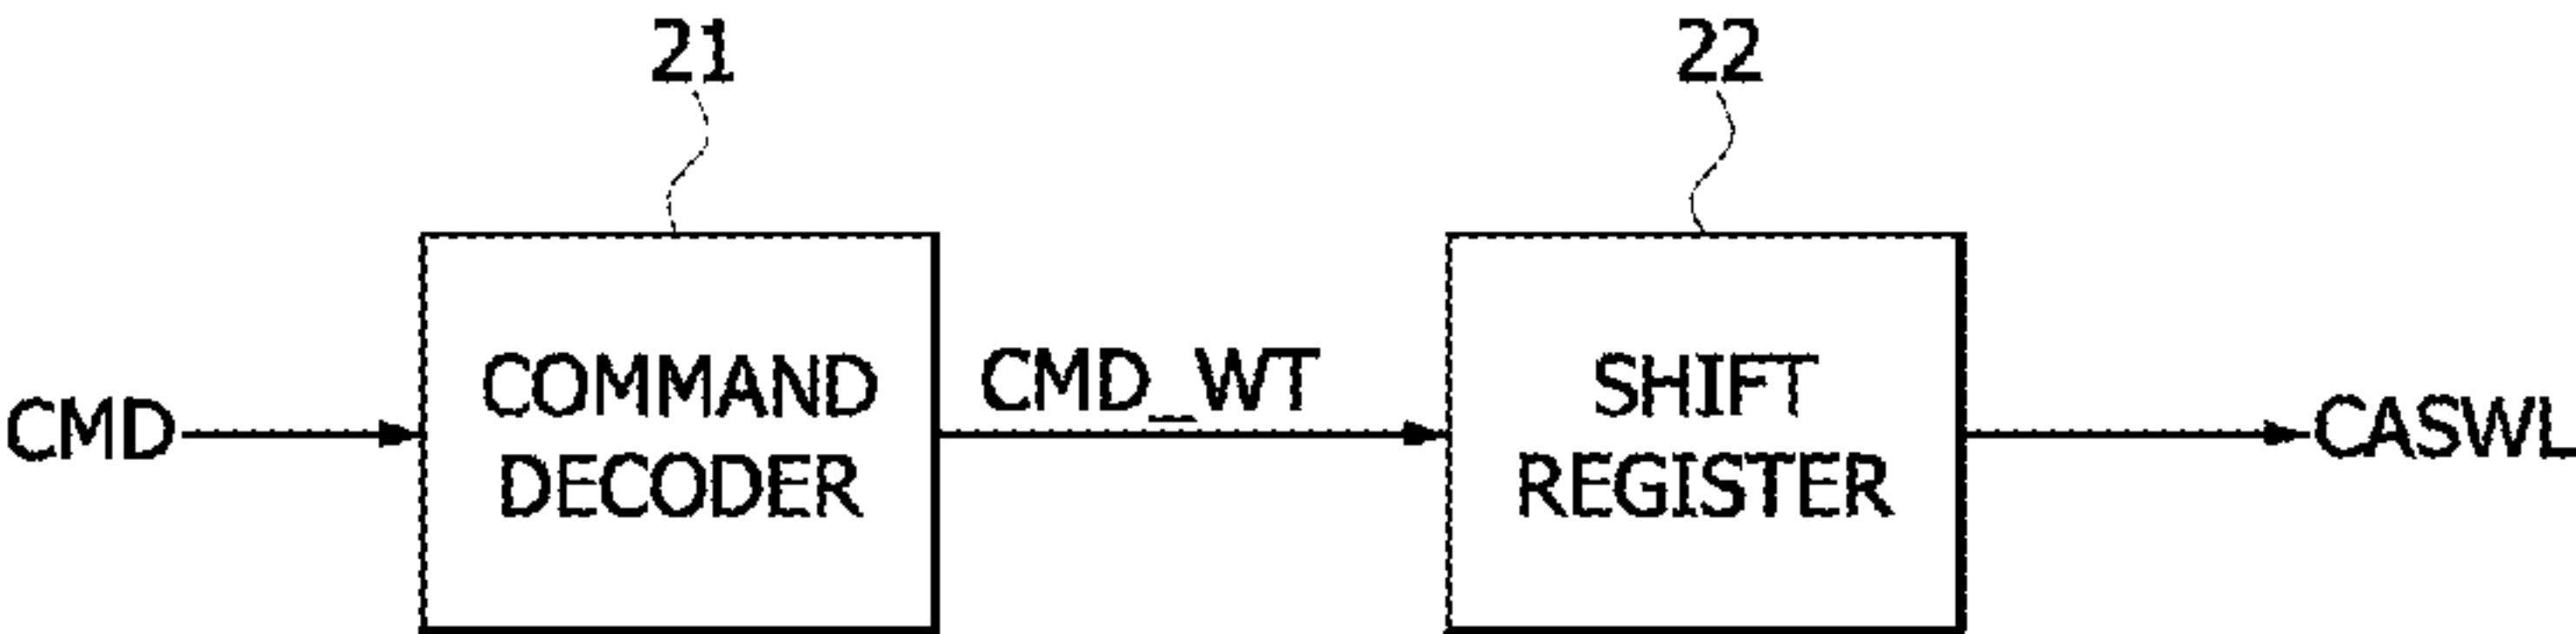 21
22
CMD
COMMAND
DECODER
CMD_WT
SHIFT
REGISTER
CASWL